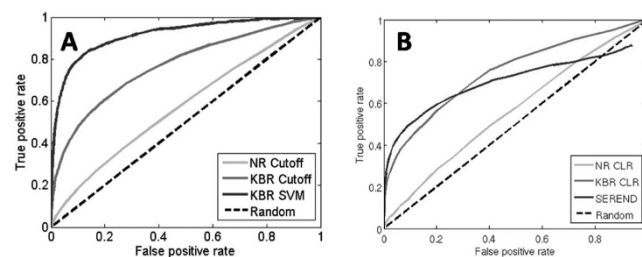 A
True positive rate
1
0.8
0.6
0.4
0.2
0
0 0.2 0.4 0.6 0.8 1
False positive rate
NR Cutoff
KBR Cutoff
KBR SVM
Random
B
True positive rate
1
0.8
0.6
0.4
0.2
0
0 0.2 0.4 0.6 0.8
False positive rate
NR CLR
KBR CLR
SEREND
Random